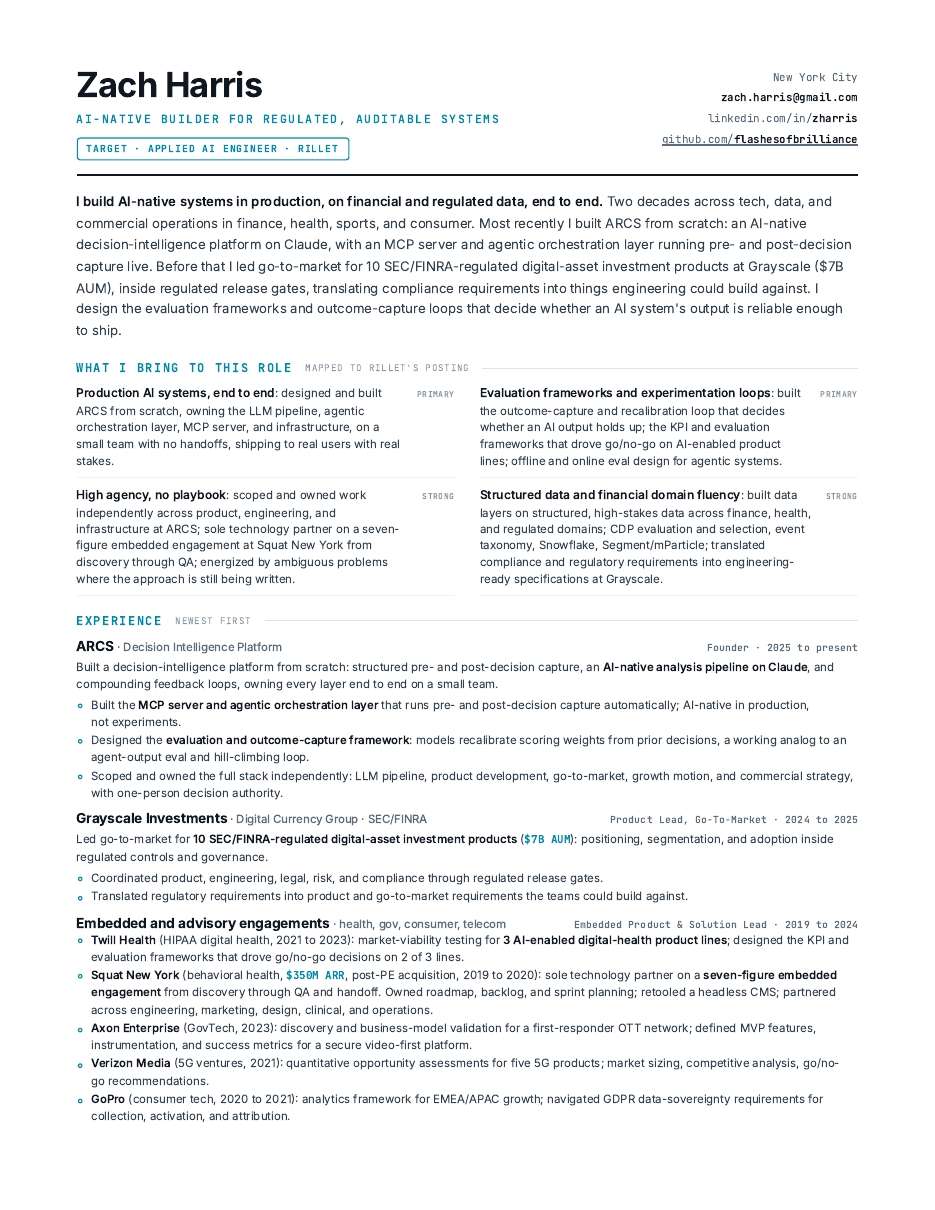 Zach Harris
AI-NATIVE BUILDER FOR REGULATED, AUDITABLE SYSTEMS
TARGET · APPLIED AI ENGINEER · RILLET
New York City
zach.harris@gmail.com
linkedin.com/in/zharris
github.com/flashesofbrilliance
I build AI-native systems in production, on financial and regulated data, end to end. Two decades across tech, data, and
commercial operations in finance, health, sports, and consumer. Most recently I built ARCS from scratch: an AI-native
decision-intelligence platform on Claude, with an MCP server and agentic orchestration layer running pre- and post-decision
capture live. Before that I led go-to-market for 10 SEC/FINRA-regulated digital-asset investment products at Grayscale ($7B
AUM), inside regulated release gates, translating compliance requirements into things engineering could build against. I
design the evaluation frameworks and outcome-capture loops that decide whether an AI system's output is reliable enough
to ship.
WHAT I BRING TO THIS ROLE MAPPED TO RILLET'S POSTING
Production AI systems, end to end: designed and built PRIMARY
ARCS from scratch, owning the LLM pipeline, agentic
orchestration layer, MCP server, and infrastructure, on a
small team with no handoffs, shipping to real users with real
stakes.
Evaluation frameworks and experimentation loops: built PRIMARY
the outcome-capture and recalibration loop that decides
whether an AI output holds up; the KPI and evaluation
frameworks that drove go/no-go on AI-enabled product
lines; offline and online eval design for agentic systems.
High agency, no playbook: scoped and owned work STRONG
independently across product, engineering, and
infrastructure at ARCS; sole technology partner on a seven-
figure embedded engagement at Squat New York from
discovery through QA; energized by ambiguous problems
where the approach is still being written.
Structured data and financial domain fluency: built data STRONG
layers on structured, high-stakes data across finance, health,
and regulated domains; CDP evaluation and selection, event
taxonomy, Snowflake, Segment/mParticle; translated
compliance and regulatory requirements into engineering-
ready specifications at Grayscale.
EXPERIENCE NEWEST FIRST
ARCS · Decision Intelligence Platform Founder · 2025 to present
Built a decision-intelligence platform from scratch: structured pre- and post-decision capture, an AI-native analysis pipeline on Claude, and
compounding feedback loops, owning every layer end to end on a small team.
Built the MCP server and agentic orchestration layer that runs pre- and post-decision capture automatically; AI-native in production,
not experiments.
Designed the evaluation and outcome-capture framework: models recalibrate scoring weights from prior decisions, a working analog to an
agent-output eval and hill-climbing loop.
Scoped and owned the full stack independently: LLM pipeline, product development, go-to-market, growth motion, and commercial strategy,
with one-person decision authority.
Grayscale Investments · Digital Currency Group · SEC/FINRA Product Lead, Go-To-Market · 2024 to 2025
Led go-to-market for 10 SEC/FINRA-regulated digital-asset investment products ($7B AUM): positioning, segmentation, and adoption inside
regulated controls and governance.
Coordinated product, engineering, legal, risk, and compliance through regulated release gates.
Translated regulatory requirements into product and go-to-market requirements the teams could build against.
Embedded and advisory engagements · health, gov, consumer, telecom Embedded Product & Solution Lead · 2019 to 2024
Twill Health (HIPAA digital health, 2021 to 2023): market-viability testing for 3 AI-enabled digital-health product lines; designed the KPI and
evaluation frameworks that drove go/no-go decisions on 2 of 3 lines.
Squat New York (behavioral health, $350M ARR, post-PE acquisition, 2019 to 2020): sole technology partner on a seven-figure embedded
engagement from discovery through QA and handoff. Owned roadmap, backlog, and sprint planning; retooled a headless CMS; partnered
across engineering, marketing, design, clinical, and operations.
Axon Enterprise (GovTech, 2023): discovery and business-model validation for a first-responder OTT network; defined MVP features,
instrumentation, and success metrics for a secure video-first platform.
Verizon Media (5G ventures, 2021): quantitative opportunity assessments for five 5G products; market sizing, competitive analysis, go/no-
go recommendations.
GoPro (consumer tech, 2020 to 2021): analytics framework for EMEA/APAC growth; navigated GDPR data-sovereignty requirements for
collection, activation, and attribution.